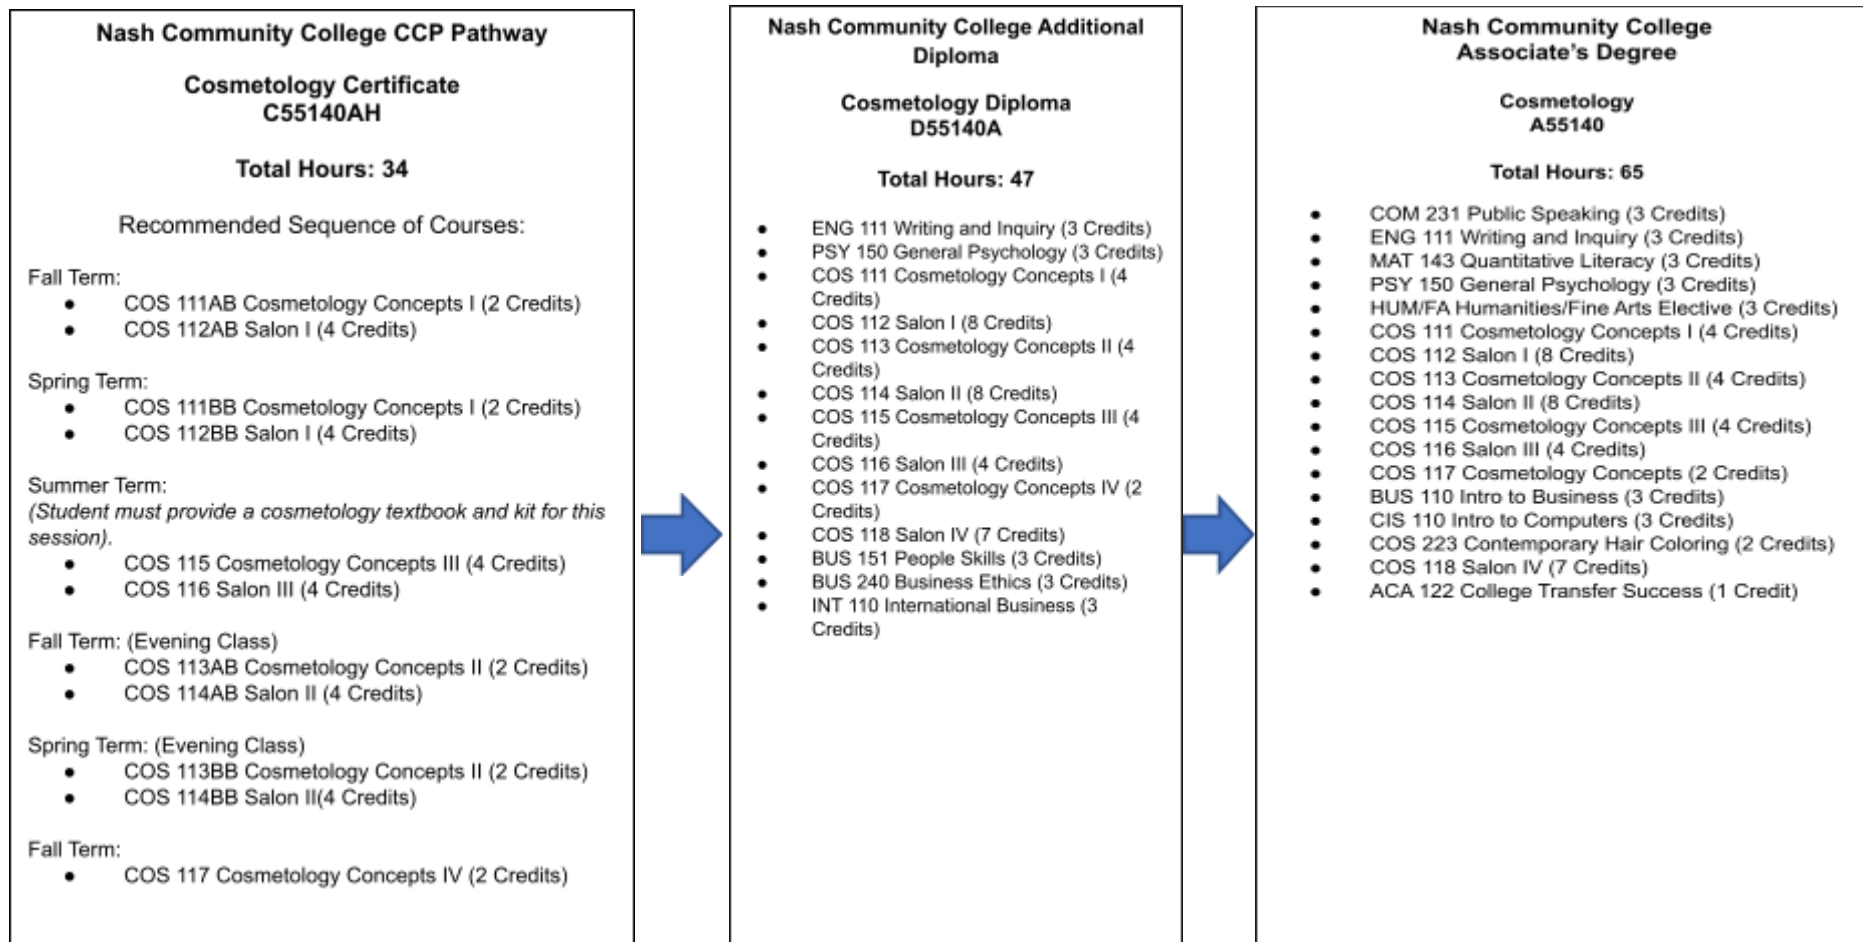 Nash Community College CCP Pathway
Cosmetology Certificate
C55140AH
Total Hours: 34
Recommended Sequence of Courses:
Fall Term:
● COS 111AB Cosmetology Concepts I (2 Credits)
● COS 112AB Salon I (4 Credits)
Spring Term:
● COS 111BB Cosmetology Concepts I (2 Credits)
● COS 112BB Salon I (4 Credits)
Summer Term:
(Student must provide a cosmetology textbook and kit for this
session).
● COS 115 Cosmetology Concepts III (4 Credits)
● COS 116 Salon III (4 Credits)
Fall Term: (Evening Class)
● COS 113AB Cosmetology Concepts II (2 Credits)
● COS 114AB Salon II (4 Credits)
Spring Term: (Evening Class)
● COS 113BB Cosmetology Concepts II (2 Credits)
● COS 114BB Salon II(4 Credits)
Fall Term:
● COS 117 Cosmetology Concepts IV (2 Credits)
Nash Community College Additional
Diploma
Cosmetology Diploma
D55140A
Total Hours: 47
● ENG 111 Writing and Inquiry (3 Credits)
● PSY 150 General Psychology (3 Credits)
● COS 111 Cosmetology Concepts I (4
Credits)
● COS 112 Salon I (8 Credits)
● COS 113 Cosmetology Concepts II (4
Credits)
● COS 114 Salon II (8 Credits)
● COS 115 Cosmetology Concepts III (4
Credits)
● COS 116 Salon III (4 Credits)
● COS 117 Cosmetology Concepts IV (2
Credits)
● COS 118 Salon IV (7 Credits)
● BUS 151 People Skills (3 Credits)
● BUS 240 Business Ethics (3 Credits)
● INT 110 International Business (3
Credits)
Nash Community College
Associate's Degree
Cosmetology
A55140
Total Hours: 65
● COM 231 Public Speaking (3 Credits)
● ENG 111 Writing and Inquiry (3 Credits)
● MAT 143 Quantitative Literacy (3 Credits)
● PSY 150 General Psychology (3 Credits)
● HUM/FA Humanities/Fine Arts Elective (3 Credits)
● COS 111 Cosmetology Concepts I (4 Credits)
● COS 112 Salon I (8 Credits)
● COS 113 Cosmetology Concepts II (4 Credits)
● COS 114 Salon II (8 Credits)
● COS 115 Cosmetology Concepts III (4 Credits)
● COS 116 Salon III (4 Credits)
● COS 117 Cosmetology Concepts (2 Credits)
● BUS 110 Intro to Business (3 Credits)
● CIS 110 Intro to Computers (3 Credits)
● COS 223 Contemporary Hair Coloring (2 Credits)
● COS 118 Salon IV (7 Credits)
● ACA 122 College Transfer Success (1 Credit)